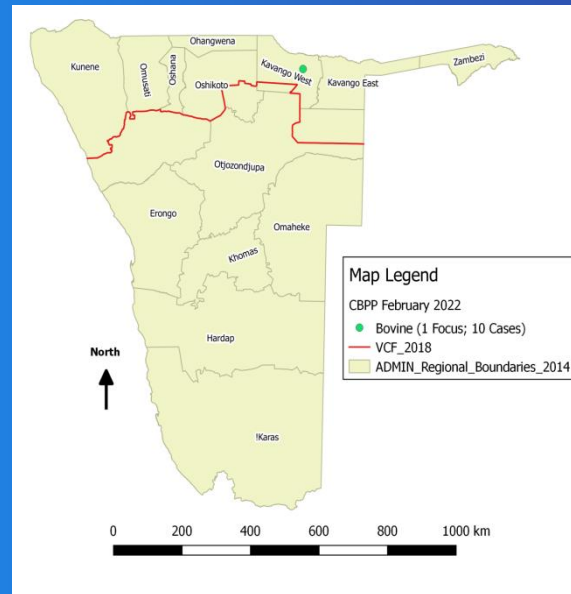 Ohangwena
Kunene
Omusati
Oshana
Oshikoto
Kavango West
Kavango East
Zambezi
Otjozondjupa
Erongo
Omaheke
Khomas
Hardap
!Karas
North
Map Legend
CBPP February 2022
Bovine (1 Focus; 10 Cases)
VCF_2018
ADMIN_Regional_Boundaries_2014
0 200 400 600 800 1000 km